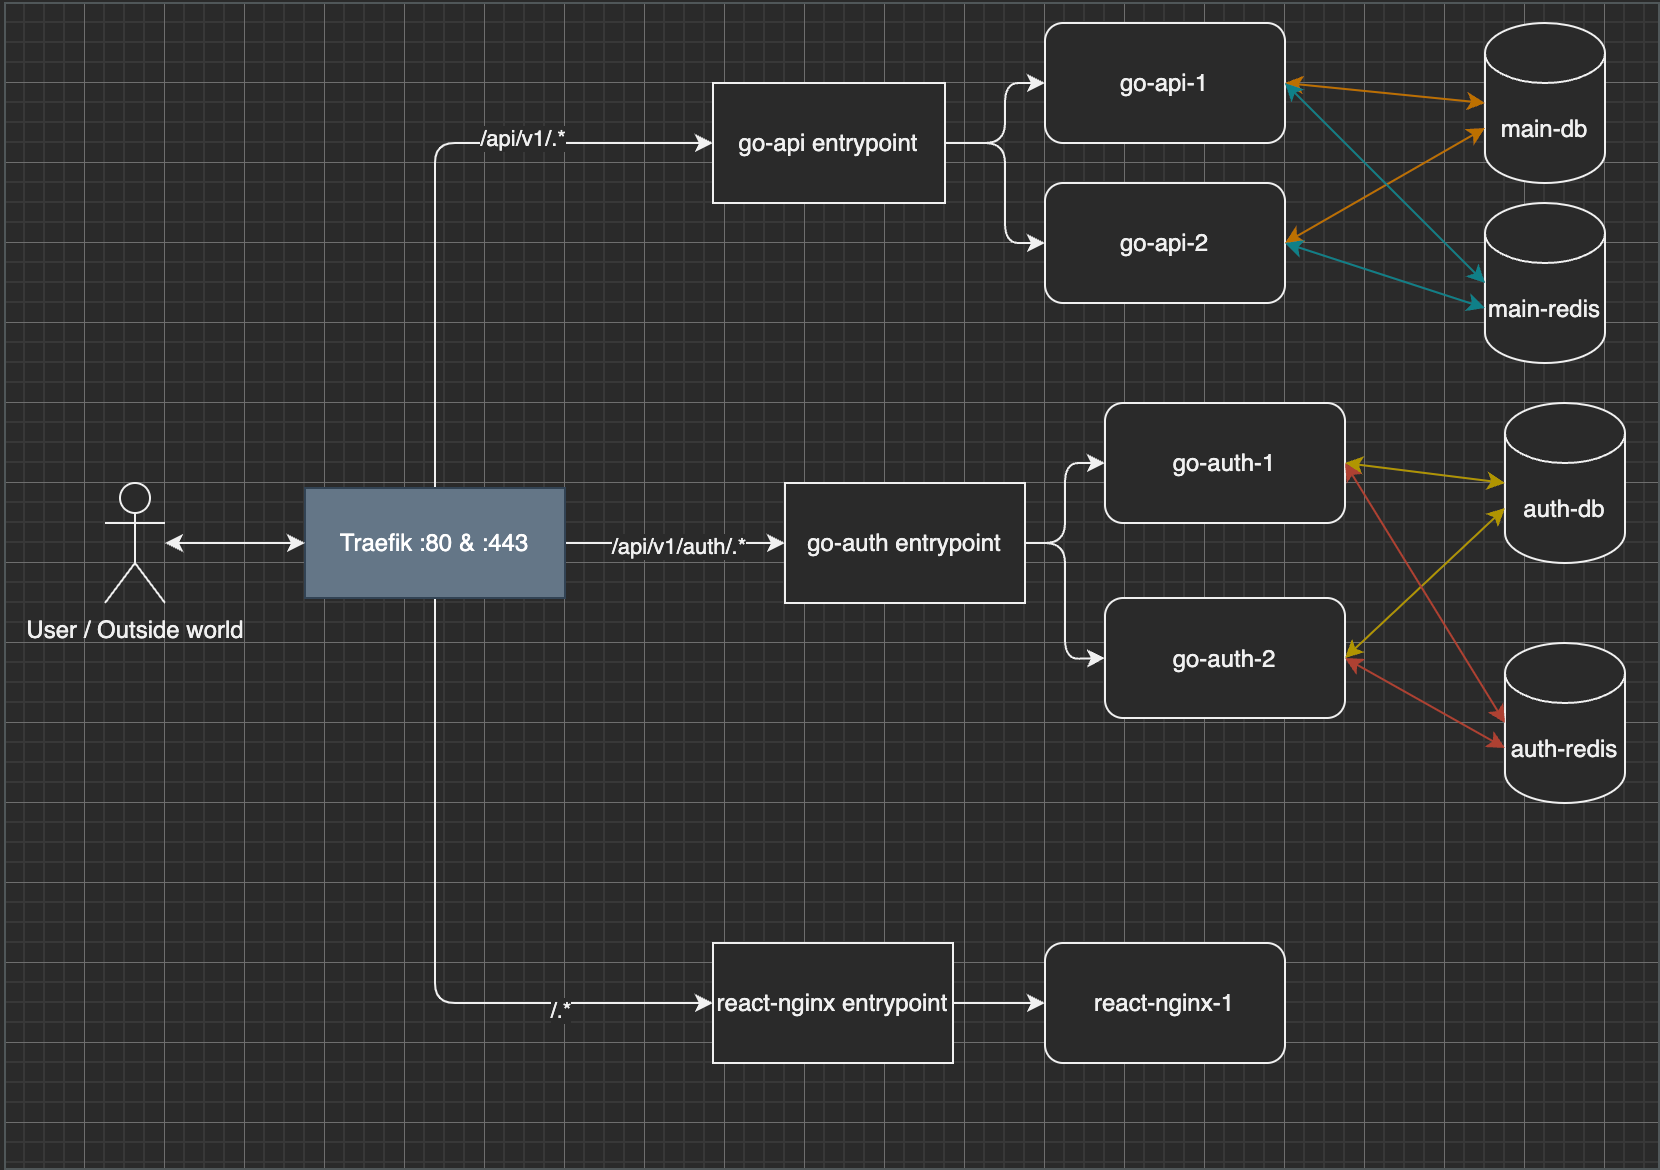 go-api-1
main-db
/api/v1/.*
go-api entrypoint
go-api-2
main-redis
go-auth-1
auth-db
User / Outside world
Traefik :80 & :443
/api/v1/auth/.*
go-auth entrypoint
go-auth-2
auth-redis
/.*
react-nginx entrypoint
react-nginx-1